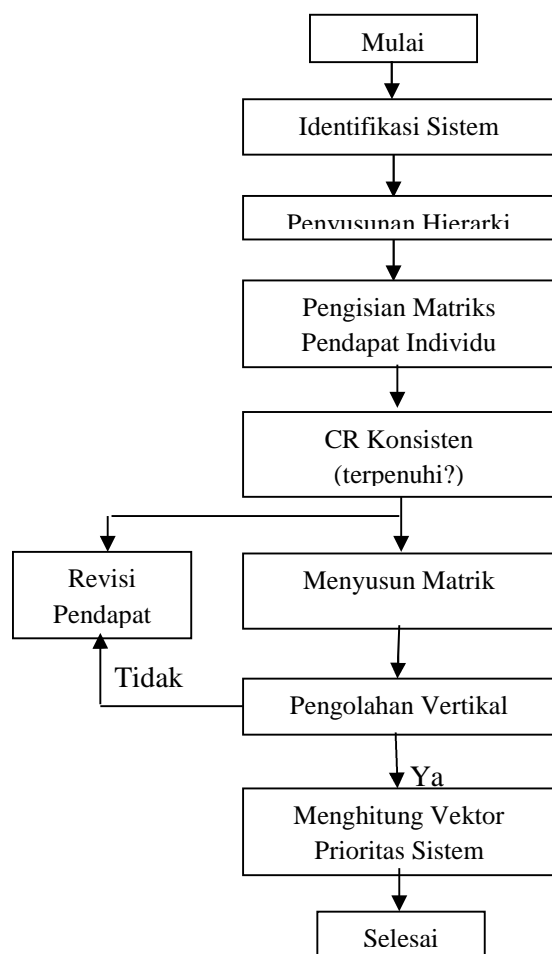 Mulai
Identifikasi Sistem
Penyusunan Hierarki
Pengisian Matriks
Pendapat Individu
CR Konsisten
(terpenuhi?)
Revisi
Pendapat
Menyusun Matrik
Tidak
Pengolahan Vertikal
Ya
Menghitung Vektor
Prioritas Sistem
Selesai